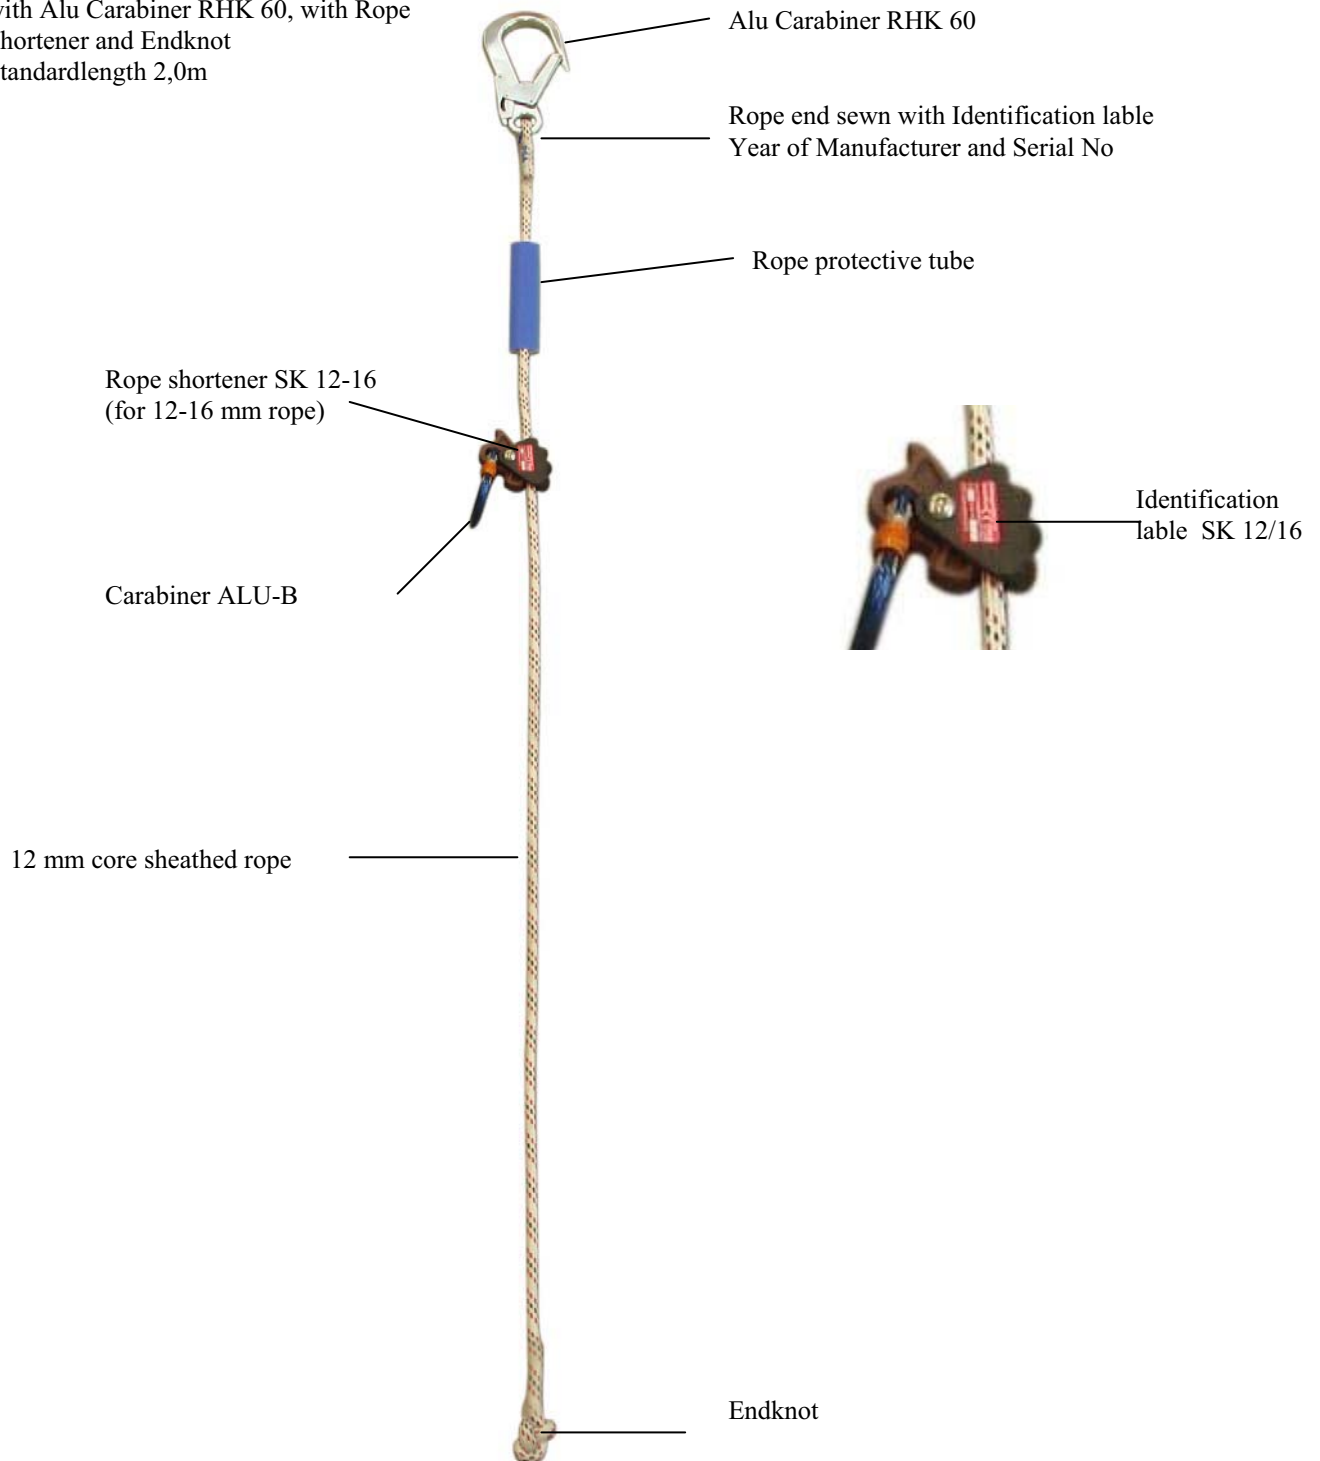 with Alu Carabiner RHK 60, with Rope
hortener and Endknot
tandardlength 2,0m
Alu Carabiner RHK 60
Rope end sewn with Identification lable
Year of Manufacturer and Serial No
Rope protective tube
Rope shortener SK 12-16
(for 12-16 mm rope)
Identification
lable SK 12/16
Carabiner ALU-B
12 mm core sheathed rope
Endknot